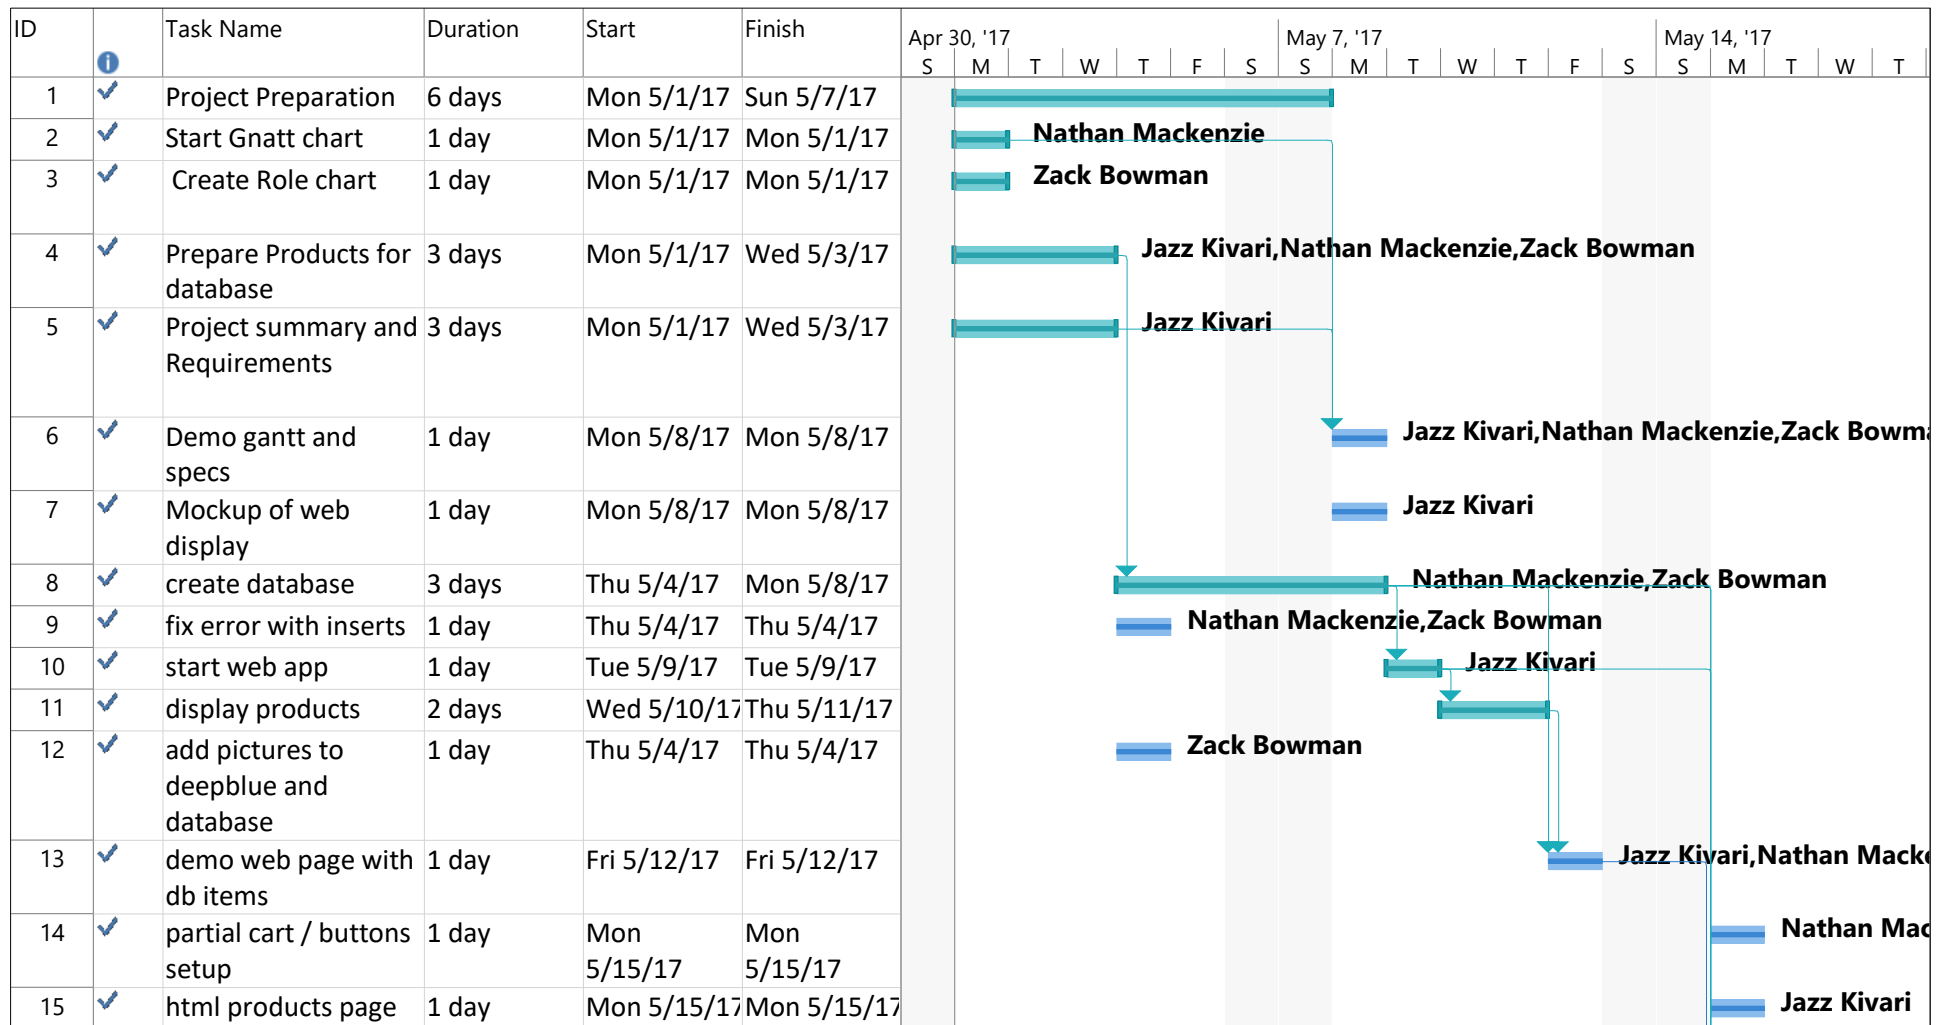 ID Task Name Duration Start Finish
Apr 30, '17 May 7, '17 May 14, '17
S M T W T F S S M T W T F S S M T W T
1 Project Preparation 6 days Mon 5/1/17 Sun 5/7/17
2 Start Gnatt chart 1 day Mon 5/1/17 Mon 5/1/17 Nathan Mackenzie
3 Create Role chart 1 day Mon 5/1/17 Mon 5/1/17 Zack Bowman
4 Prepare Products for 3 days Mon 5/1/17 Wed 5/3/17 Jazz Kivari,Nathan Mackenzie,Zack Bowman
database
5 Project summary and 3 days Mon 5/1/17 Wed 5/3/17 Jazz Kivari
Requirements
6 Demo gantt and 1 day Mon 5/8/17 Mon 5/8/17 Jazz Kivari,Nathan Mackenzie,Zack Bowma
specs
7 Mockup of web 1 day Mon 5/8/17 Mon 5/8/17 Jazz Kivari
display
8 create database 3 days Thu 5/4/17 Mon 5/8/17 Nathan Mackenzie,Zack Bowman
9 fix error with inserts 1 day Thu 5/4/17 Thu 5/4/17 Nathan Mackenzie,Zack Bowman
10 start web app 1 day Tue 5/9/17 Tue 5/9/17 Jazz Kivari
11 display products 2 days Wed 5/10/17 Thu 5/11/17
12 add pictures to 1 day Thu 5/4/17 Thu 5/4/17 Zack Bowman
deepblue and
database
13 demo web page with 1 day Fri 5/12/17 Fri 5/12/17 Jazz Kivari,Nathan Macke
db items
14 partial cart / buttons 1 day Mon Mon Nathan Mac
setup 5/15/17 5/15/17
15 html products page 1 day Mon 5/15/17 Mon 5/15/17 Jazz Kivari